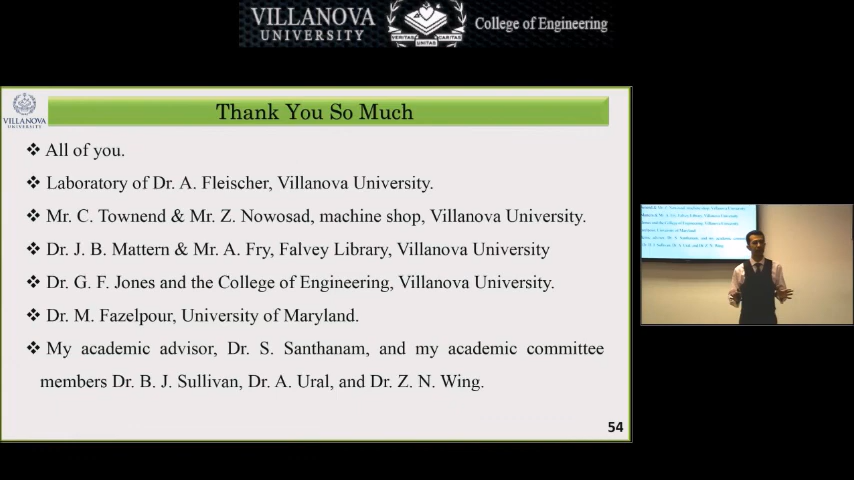 VILLANOVA
UNIVERSITY
VERITAS
UNITAS
CARITAS
College of Engineering
VILLANOVA
UNIVERSITY
Thank You So Much
❖ All of you.
❖ Laboratory of Dr. A. Fleischer, Villanova University.
❖ Mr. C. Townend & Mr. Z. Nowosad, machine shop, Villanova University.
❖ Dr. J. B. Mattern & Mr. A. Fry, Falvey Library, Villanova University
❖ Dr. G. F. Jones and the College of Engineering, Villanova University.
❖ Dr. M. Fazelpour, University of Maryland.
❖ My academic advisor, Dr. S. Santhanam, and my academic committee
members Dr. B. J. Sullivan, Dr. A. Ural, and Dr. Z. N. Wing.
54